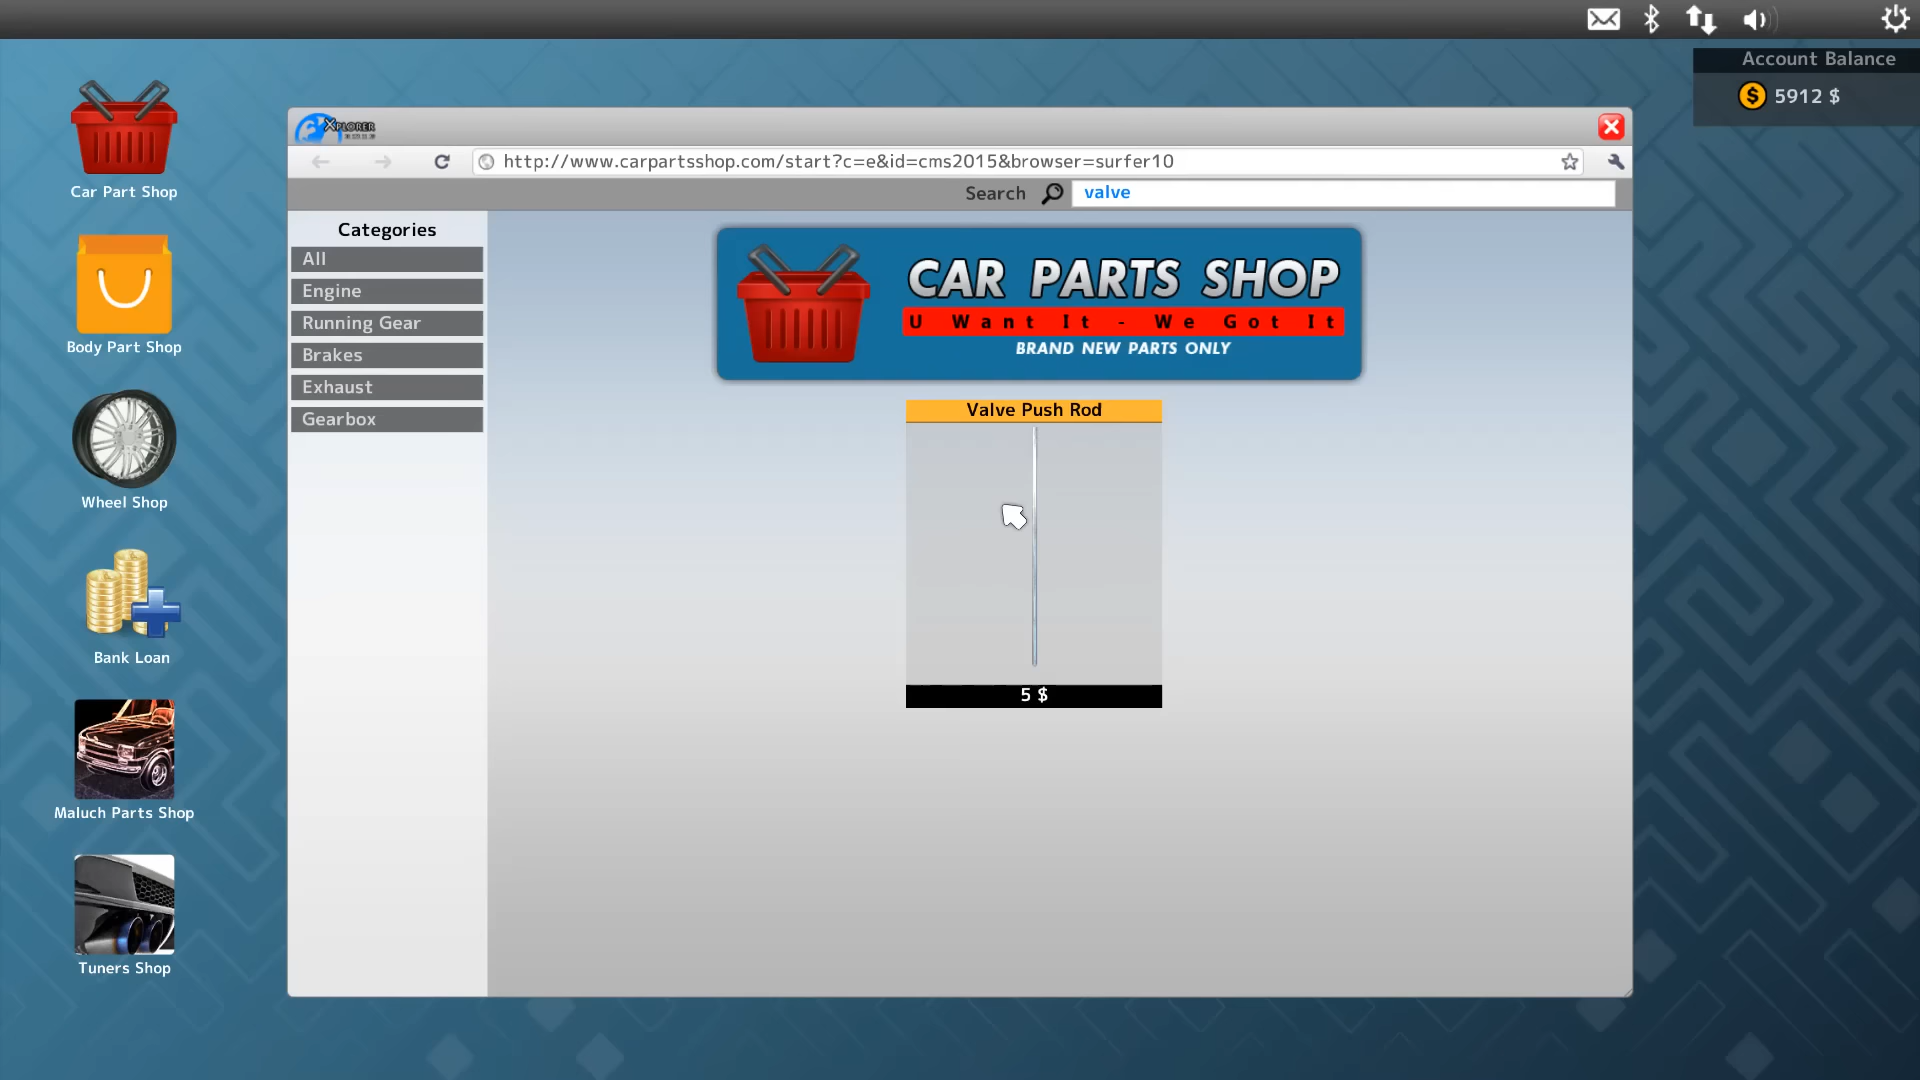 Account Balance
$ 5912 $
Car Part Shop
Body Part Shop
Wheel Shop
Bank Loan
Maluch Parts Shop
Tuners Shop
XPLORER
http://www.carpartsshop.com/start?c=e&id=cms2015&browser=surfer10
Search valve
Categories
All
Engine
Running Gear
Brakes
Exhaust
Gearbox
CAR PARTS SHOP
U Want It - We Got It
BRAND NEW PARTS ONLY
Valve Push Rod
5 $